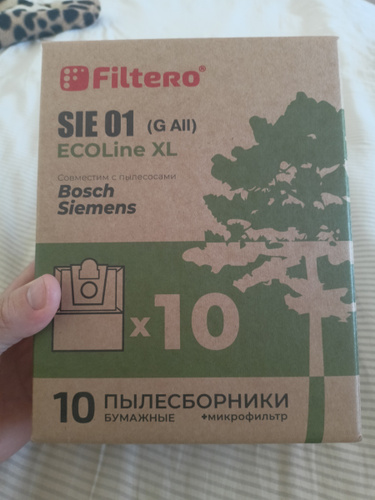 Filtero®
SIE 01 (G All)
ECOLine XL
Совместим с пылесосами
Bosch
Siemens
x10
10 ПЫЛЕСБОРНИКИ
БУМАЖНЫЕ +микрофильтр